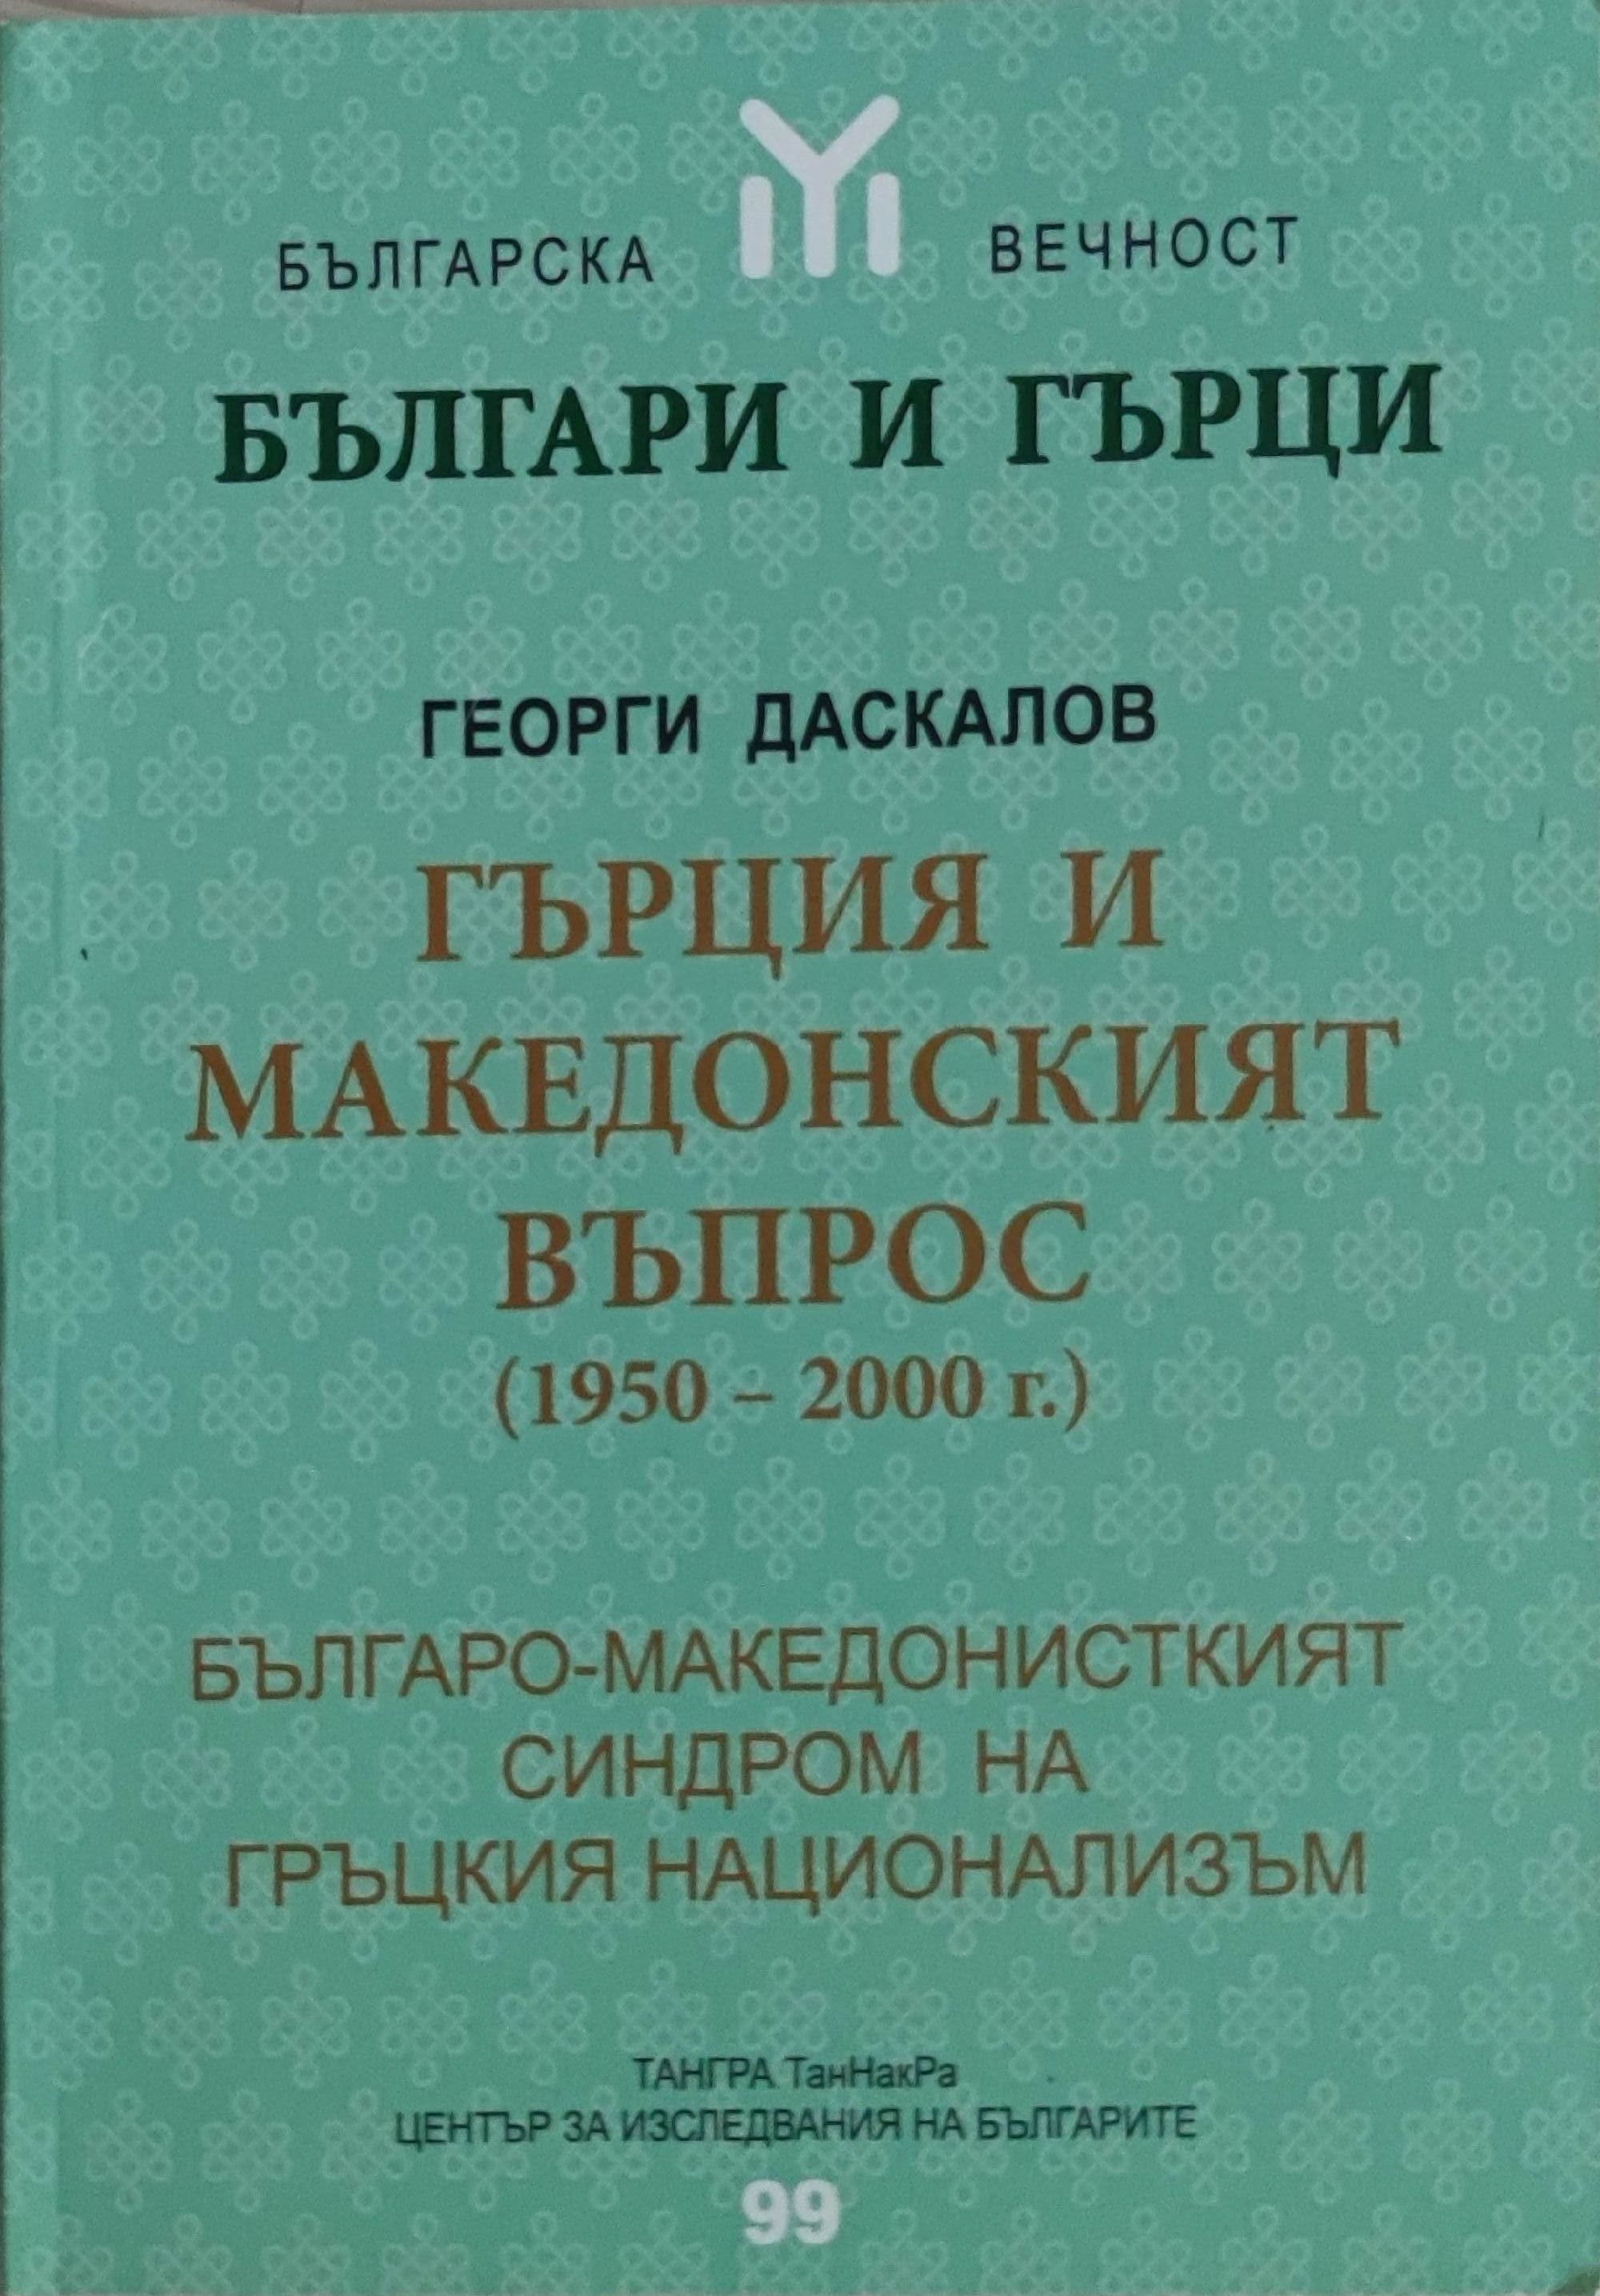 БЪЛГАРСКА ВЕЧНОСТ
БЪЛГАРИ И ГЪРЦИ
ГЕОРГИ ДАСКАЛОВ
ГЪРЦИЯ И
МАКЕДОНСКИЯТ
ВЪПРОС
(1950 – 2000 г.)
БЪЛГАРО-МАКЕДОНИСТКИЯТ
СИНДРОМ НА
ГРЪЦКИЯ НАЦИОНАЛИЗЪМ
ТАНГРА ТанНакРа
ЦЕНТЪР ЗА ИЗСЛЕДВАНИЯ НА БЪЛГАРИТЕ
99